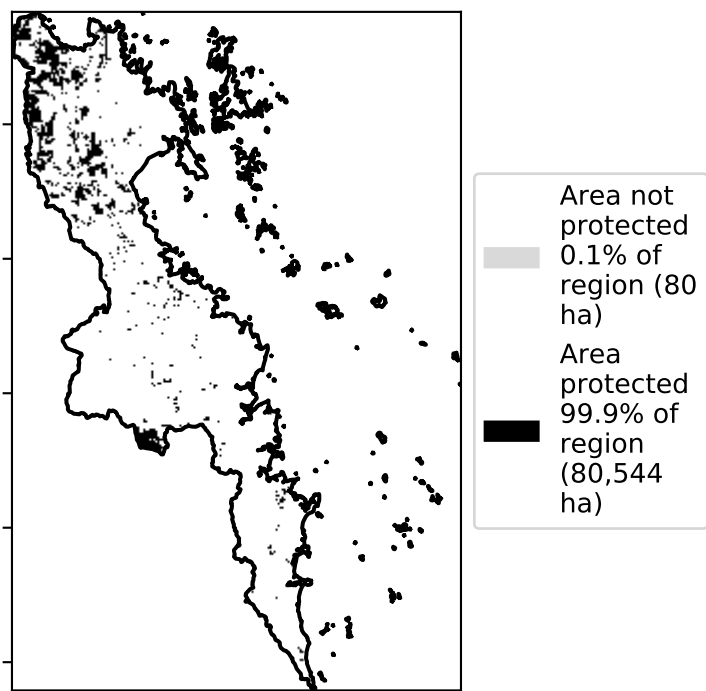 Area not
protected
0.1% of
region (80
ha)
Area
protected
99.9% of
region
(80,544
ha)